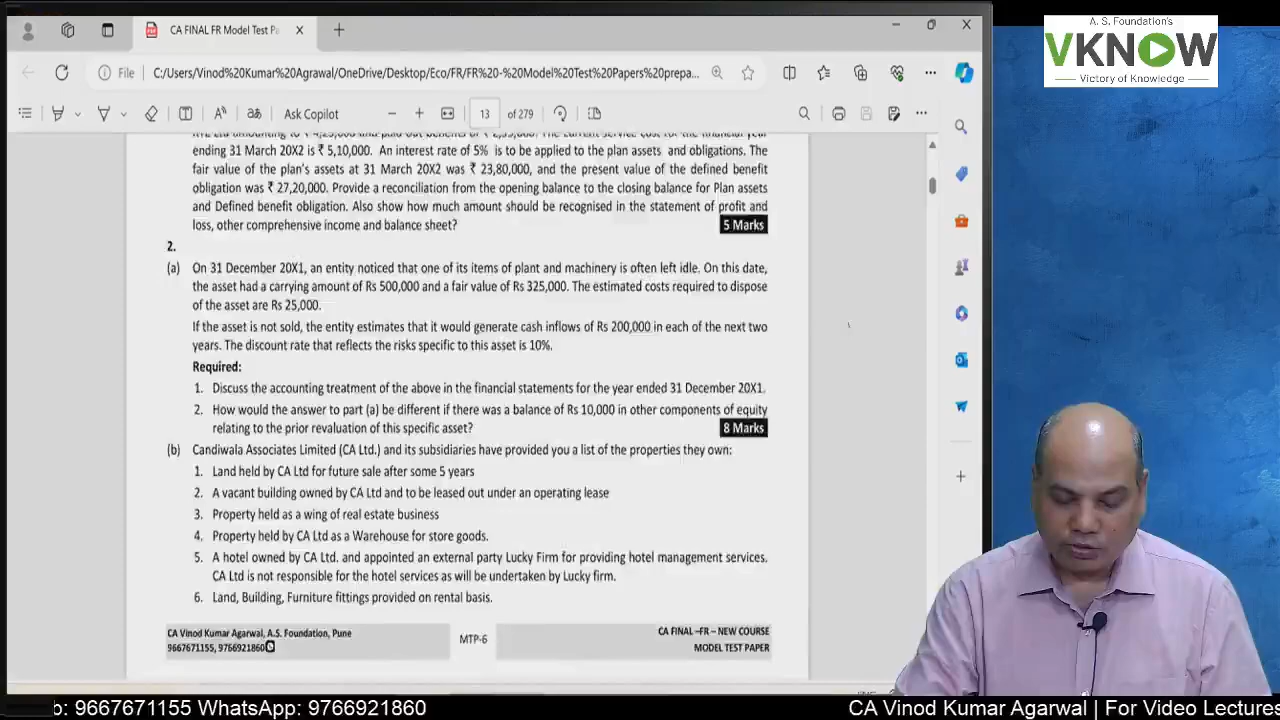 CA FINAL FR Model Test Pa
File
C:/Users/Vinod%20Kumar%20Agrawal/OneDrive/Desktop/Eco/FR/FR%20-%20Model%20Test%20Papers%20prepa...
Ask Copilot
13 of 279
A. S. Foundation's
VKNOW
Victory of Knowledge
ending 31 March 20X2 is ₹ 5,10,000. An interest rate of 5% is to be applied to the plan assets and obligations. The
fair value of the plan's assets at 31 March 20X2 was ₹ 23,80,000, and the present value of the defined benefit
obligation was ₹ 27,20,000. Provide a reconciliation from the opening balance to the closing balance for Plan assets
and Defined benefit obligation. Also show how much amount should be recognised in the statement of profit and
loss, other comprehensive income and balance sheet? 5 Marks
2.
(a) On 31 December 20X1, an entity noticed that one of its items of plant and machinery is often left idle. On this date,
the asset had a carrying amount of Rs 500,000 and a fair value of Rs 325,000. The estimated costs required to dispose
of the asset are Rs 25,000.
If the asset is not sold, the entity estimates that it would generate cash inflows of Rs 200,000 in each of the next two
years. The discount rate that reflects the risks specific to this asset is 10%.
Required:
1. Discuss the accounting treatment of the above in the financial statements for the year ended 31 December 20X1.
2. How would the answer to part (a) be different if there was a balance of Rs 10,000 in other components of equity
relating to the prior revaluation of this specific asset? 8 Marks
(b) Candiwala Associates Limited (CA Ltd.) and its subsidiaries have provided you a list of the properties they own:
1. Land held by CA Ltd for future sale after some 5 years
2. A vacant building owned by CA Ltd and to be leased out under an operating lease
3. Property held as a wing of real estate business
4. Property held by CA Ltd as a Warehouse for store goods.
5. A hotel owned by CA Ltd. and appointed an external party Lucky Firm for providing hotel management services.
CA Ltd is not responsible for the hotel services as will be undertaken by Lucky firm.
6. Land, Building, Furniture fittings provided on rental basis.
CA Vinod Kumar Agarwal, A.S. Foundation, Pune
9667671155, 9766921860
MTP-6
CA FINAL –FR – NEW COURSE
MODEL TEST PAPER
b: 9667671155 WhatsApp: 9766921860
CA Vinod Kumar Agarwal | For Video Lectures